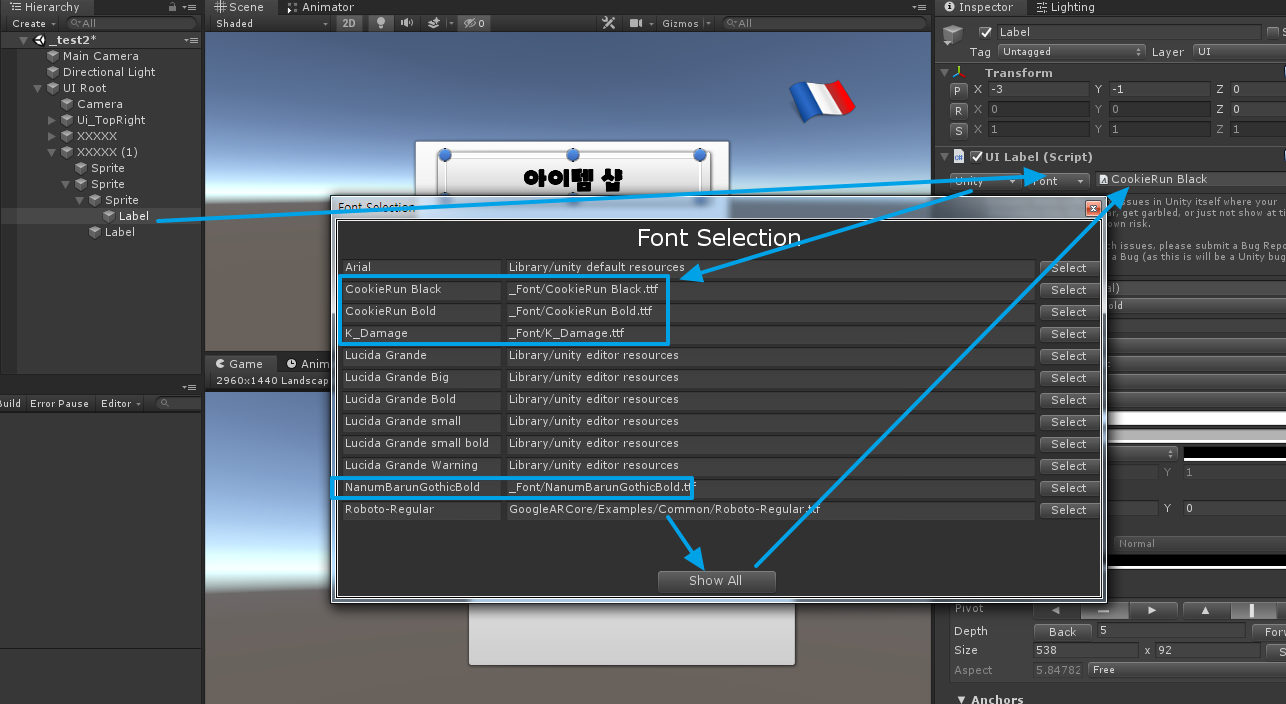 Hierarchy
Create
All
_test2*
Main Camera
Directional Light
UI Root
Camera
Ui_TopRight
XXXXX
XXXXX (1)
Sprite
Sprite
Sprite
Label
Label
Error Pause
Editor
Scene
Animator
Shaded
2D
0
Gizmos
All
아이템 샵
Game
2960x1440
Font Selection
Font Selection
Arial Library/unity default resources Select
CookieRun Black _Font/CookieRun Black.ttf Select
CookieRun Bold _Font/CookieRun Bold.ttf Select
K_Damage _Font/K_Damage.ttf Select
Lucida Grande Library/unity editor resources Select
Lucida Grande Big Library/unity editor resources Select
Lucida Grande Bold Library/unity editor resources Select
Lucida Grande small Library/unity editor resources Select
Lucida Grande small bold Library/unity editor resources Select
Lucida Grande Warning Library/unity editor resources Select
NanumBarunGothicBold _Font/NanumBarunGothicBold.ttf Select
Roboto-Regular GoogleARCore/Examples/Common/Roboto-Regular.ttf Select
Show All
Inspector
Lighting
Label
Tag Untagged Layer UI
Transform
P X -3 Y -1 Z 0
R X 0 Y 0 Z 0
S X 1 Y 1 Z 1
UI Label (Script)
Unity Font CookieRun Black
issues in Unity itself where your
get garbled, or just not show at
own risk.
issues, please submit a Bug
a Bug (as this is will be a Unity bug
Y 1
Y 0
Normal
Pivot
Depth Back 5
Size 538 x 92
Aspect 5.84782 Free
Anchors